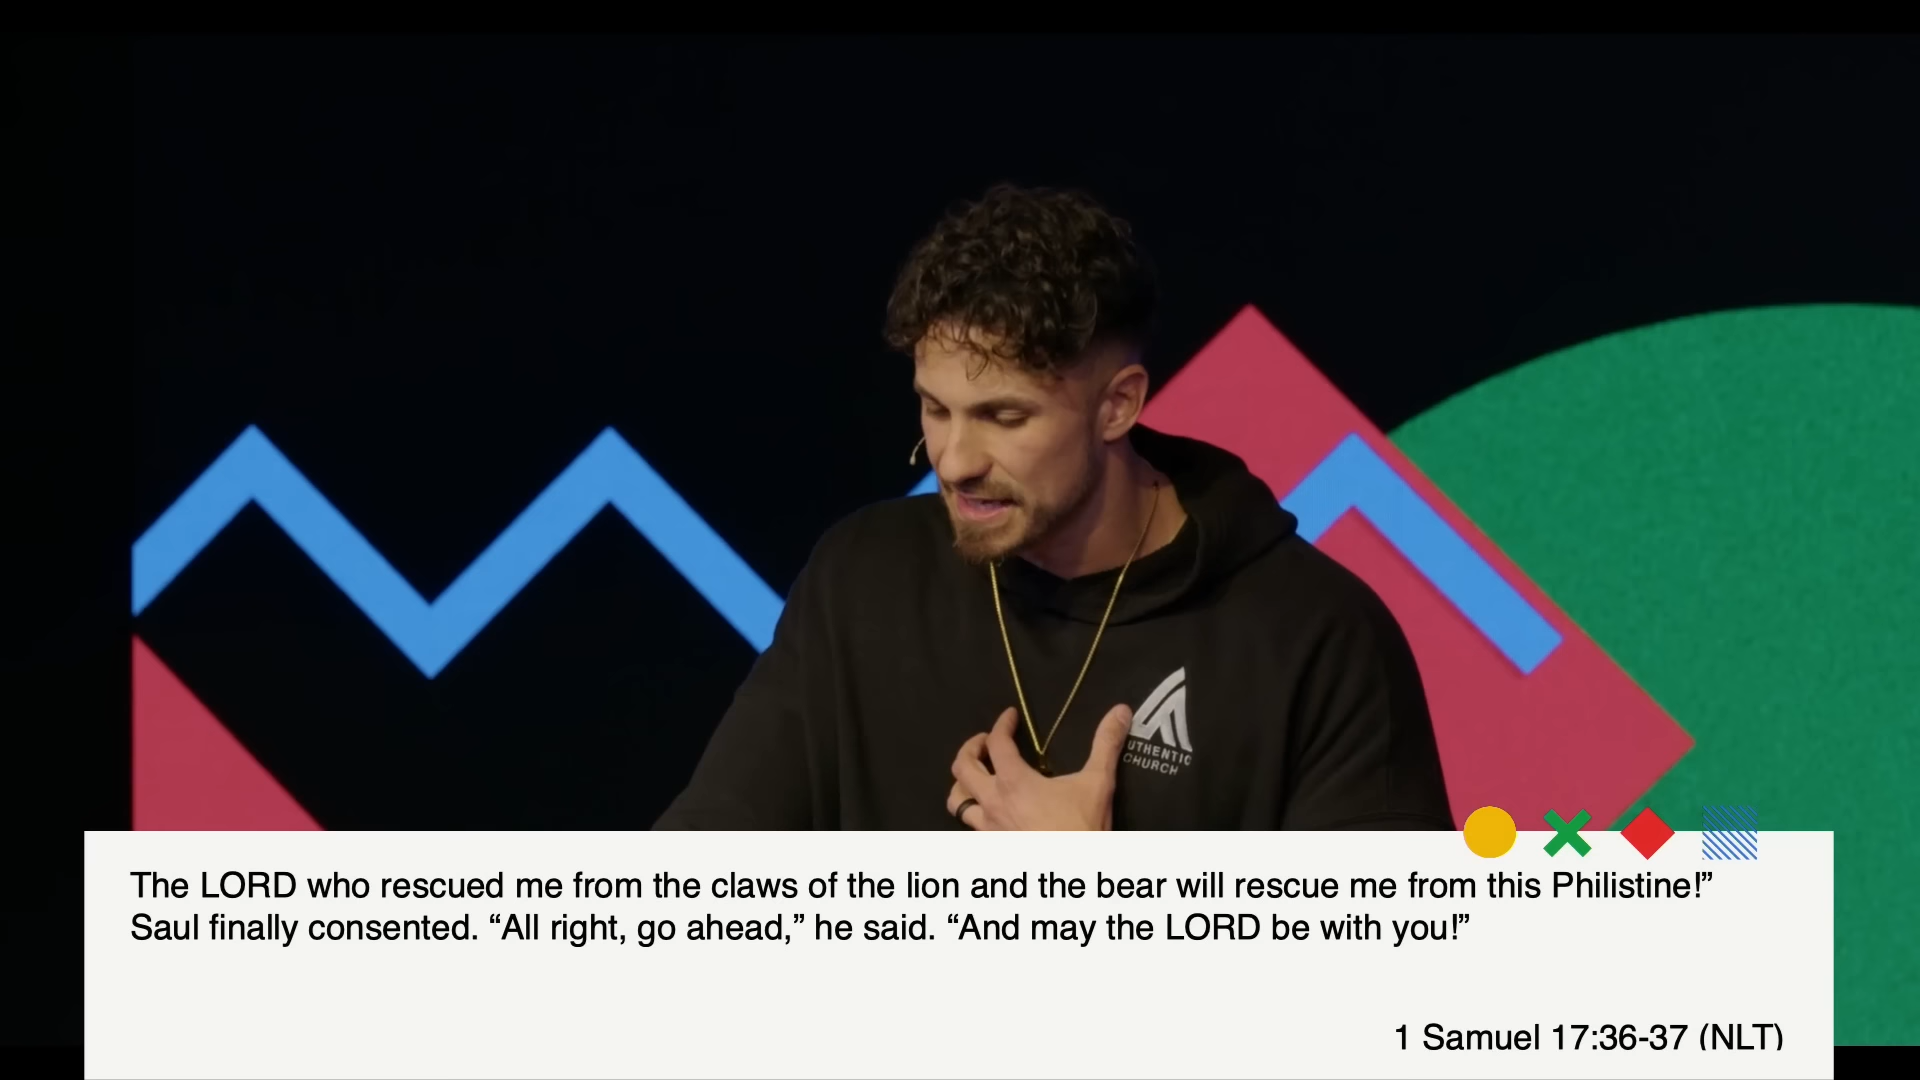 UTHENTIC
CHURCH
The LORD who rescued me from the claws of the lion and the bear will rescue me from this Philistine!”
Saul finally consented. “All right, go ahead,” he said. “And may the LORD be with you!”
1 Samuel 17:36-37 (NLT)